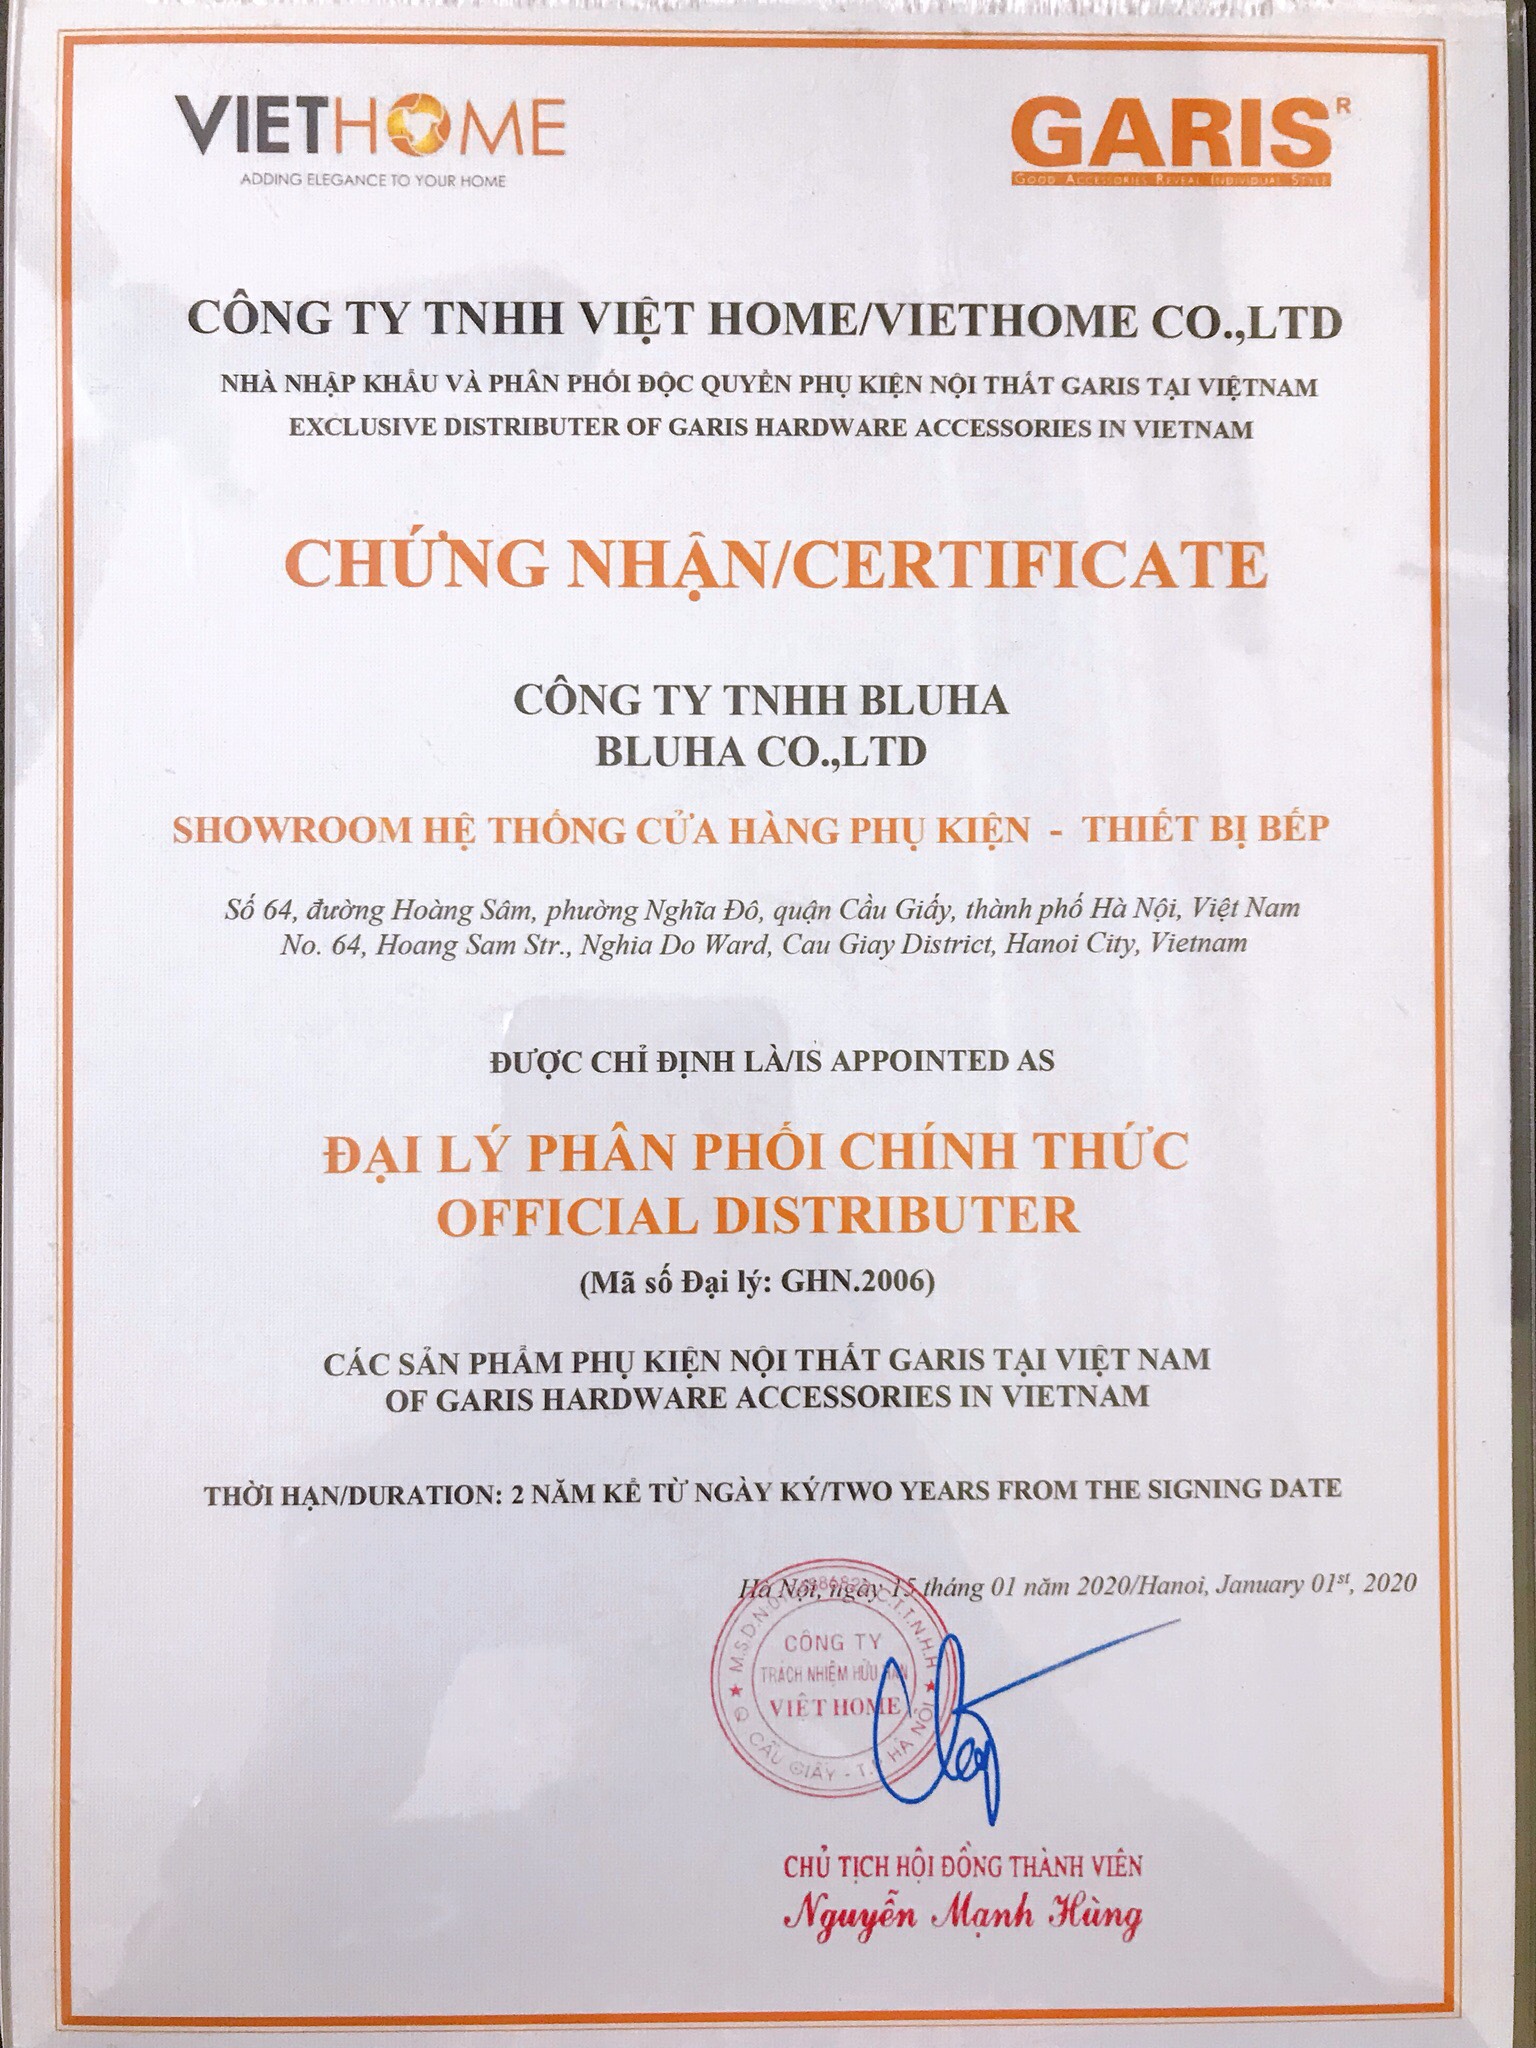 VIETHOME
ADDING ELEGANCE TO YOUR HOME
GARIS R
GOOD ACCESSORIES REVEAL INDIVIDUAL STYLE
CÔNG TY TNHH VIỆT HOME/VIETHOME CO.,LTD
NHÀ NHẬP KHẨU VÀ PHÂN PHỐI ĐỘC QUYỀN PHỤ KIỆN NỘI THẤT GARIS TẠI VIỆTNAM
EXCLUSIVE DISTRIBUTER OF GARIS HARDWARE ACCESSORIES IN VIETNAM
CHỨNG NHẬN/CERTIFICATE
CÔNG TY TNHH BLUHA
BLUHA CO.,LTD
SHOWROOM HỆ THỐNG CỬA HÀNG PHỤ KIỆN - THIẾT BỊ BẾP
Số 64, đường Hoàng Sâm, phường Nghĩa Đô, quận Cầu Giấy, thành phố Hà Nội, Việt Nam
No. 64, Hoang Sam Str., Nghia Do Ward, Cau Giay District, Hanoi City, Vietnam
ĐƯỢC CHỈ ĐỊNH LÀ/IS APPOINTED AS
ĐẠI LÝ PHÂN PHỐI CHÍNH THỨC
OFFICIAL DISTRIBUTER
(Mã số Đại lý: GHN.2006)
CÁC SẢN PHẨM PHỤ KIỆN NỘI THẤT GARIS TẠI VIỆT NAM
OF GARIS HARDWARE ACCESSORIES IN VIETNAM
THỜI HẠN/DURATION: 2 NĂM KỂ TỪ NGÀY KÝ/TWO YEARS FROM THE SIGNING DATE
Hà Nội, ngày 15 tháng 01 năm 2020/Hanoi, January 01st, 2020
M.S.D.N: C.T.T.N.H.H
CÔNG TY
TRÁCH NHIỆM HỮU HẠN
VIỆT HOME
Q CẦU GIẤY - T.P HÀ NỘI
CHỦ TỊCH HỘI ĐỒNG THÀNH VIÊN
Nguyễn Mạnh Hùng